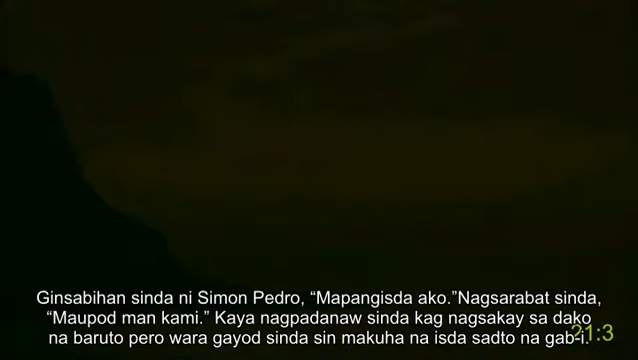 Ginsabihan sinda ni Simon Pedro, “Mapangisda ako.”Nagsarabat sinda,
“Maupod man kami.” Kaya nagpadanaw sinda kag nagsakay sa dako
na baruto pero wara gayod sinda sin makuha na isda sadto na gab-i.
21:3